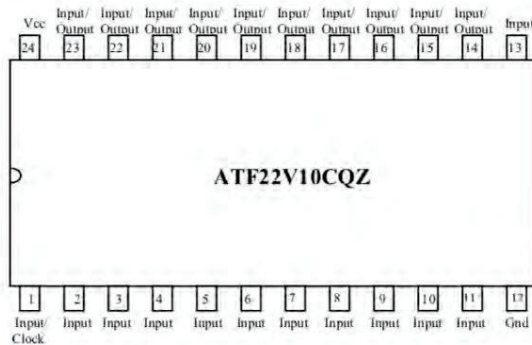 Vcc Input/ Input/ Input/ Input/ Input/ Input/ Input/ Input/ Input/ Input/ Input
Output Output Output Output Output Output Output Output Output Output
24 23 22 21 20 19 18 17 16 15 14 13
ATF22V10CQZ
1 2 3 4 5 6 7 8 9 10 11 12
Input/ Input Input Input Input Input Input Input Input Input Input Gnd
Clock